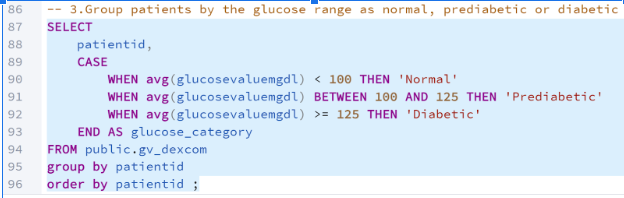 86 -- 3.Group patients by the glucose range as normal, prediabetic or diabetic
87 SELECT
88 patientid,
89 CASE
90 WHEN avg(glucosevaluemgdl) < 100 THEN 'Normal'
91 WHEN avg(glucosevaluemgdl) BETWEEN 100 AND 125 THEN 'Prediabetic'
92 WHEN avg(glucosevaluemgdl) >= 125 THEN 'Diabetic'
93 END AS glucose_category
94 FROM public.gv_dexcom
95 group by patientid
96 order by patientid ;